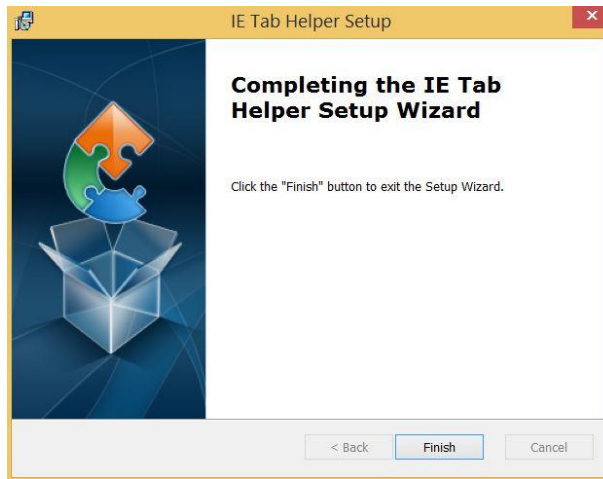 IE Tab Helper Setup
Completing the IE Tab
Helper Setup Wizard
Click the "Finish" button to exit the Setup Wizard.
< Back Finish Cancel